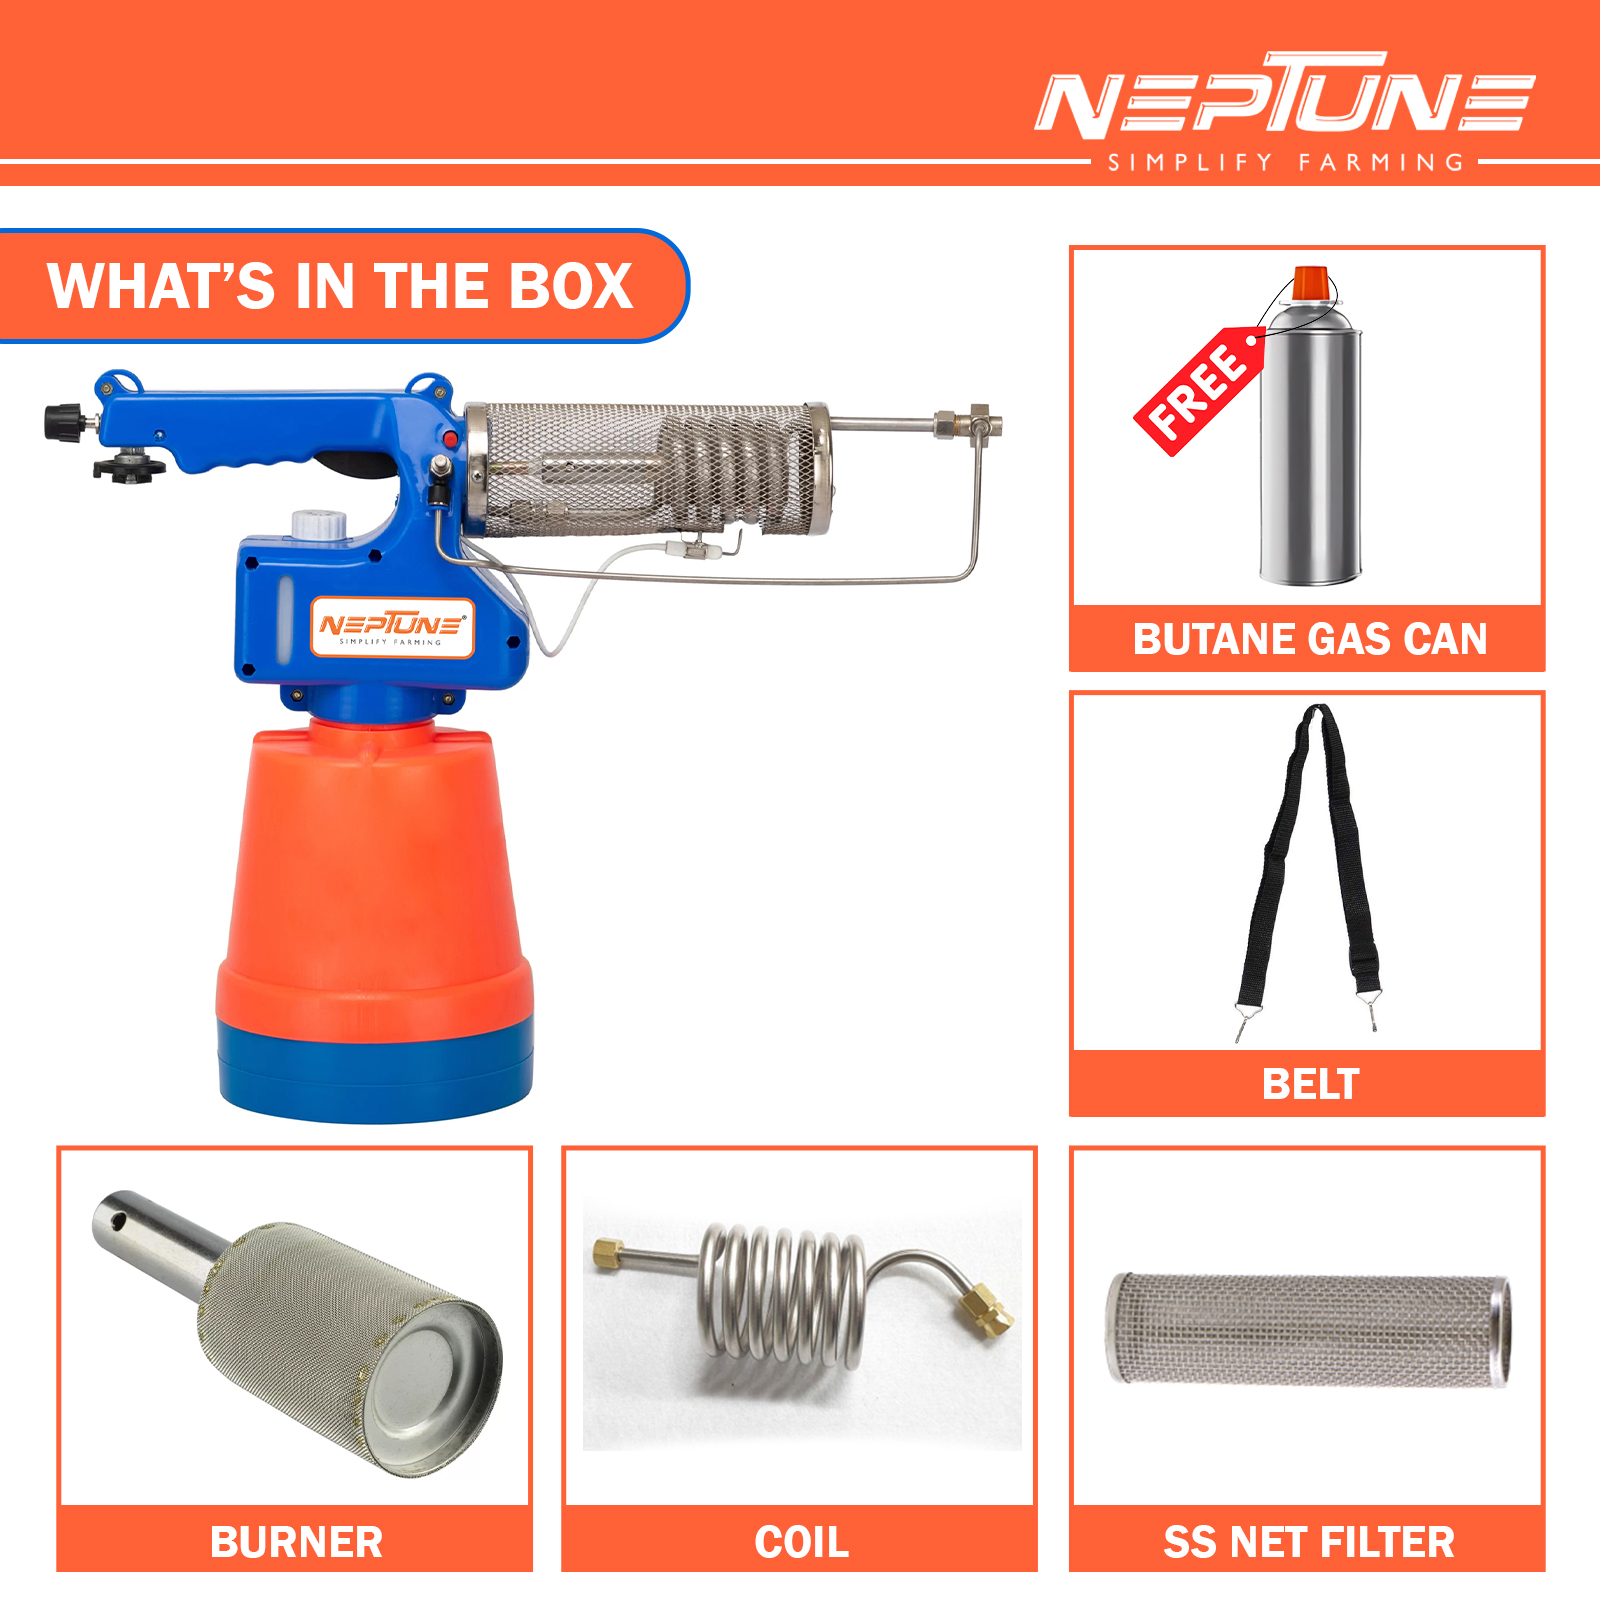 NEPTUNE
SIMPLIFY FARMING
WHAT'S IN THE BOX
FREE
BUTANE GAS CAN
NEPTUNE®
SIMPLIFY FARMING
BELT
BURNER
COIL
SS NET FILTER